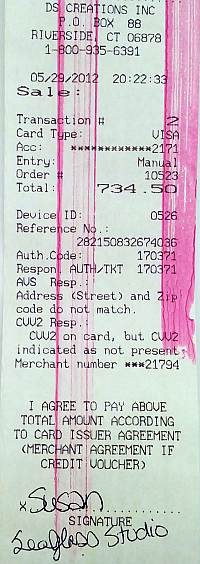 DS CREATIONS INC
P.O. BOX 88
RIVERSIDE, CT 06878
1-800-935-6391
05/29/2012 20:22:33
Sale:
Transaction # 2
Card Type: VISA
Acc: ************2171
Entry: Manual
Order # 10523
Total: 734.50
Device ID: 0526
Reference No.:
282150832674036
Auth.Code: 170371
Respon. AUTH/TKT 170371
AVS Resp.:
Address (Street) and Zip
code do not match.
CVV2 Resp.:
CVV2 on card, but CVV2
indicated as not present
Merchant number ***21794
I AGREE TO PAY ABOVE
TOTAL AMOUNT ACCORDING
TO CARD ISSUER AGREEMENT
(MERCHANT AGREEMENT IF
CREDIT VOUCHER)
x Susan
SIGNATURE
Seaglass Studio